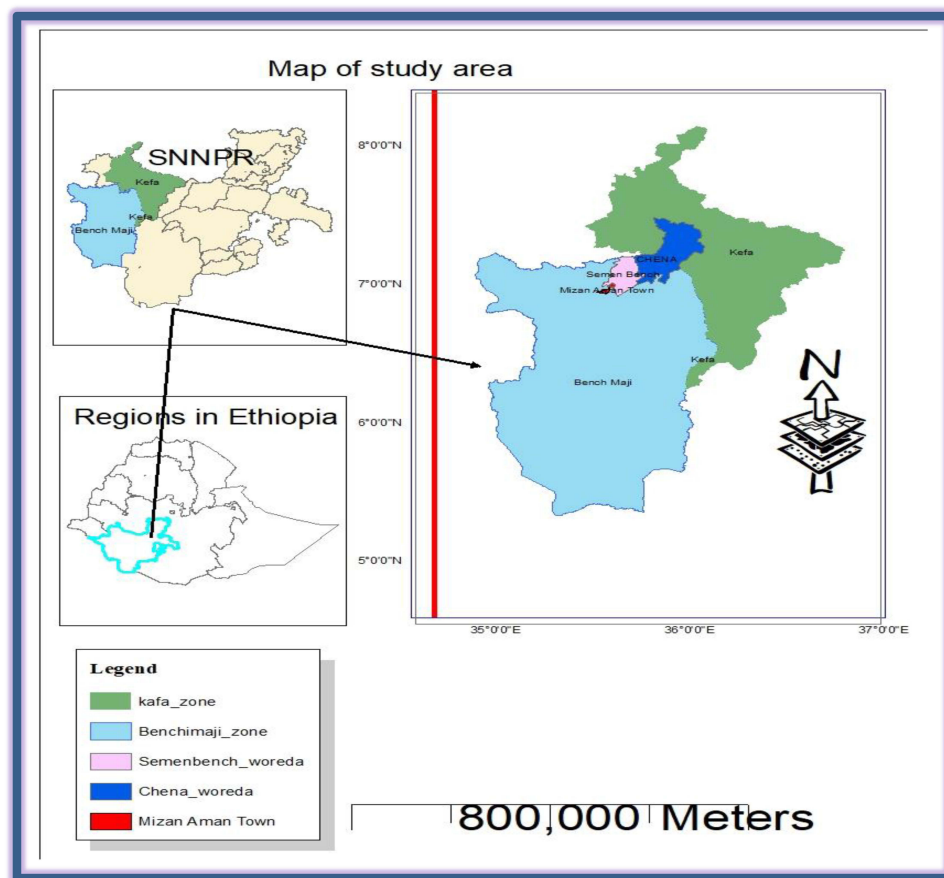 Map of study area
SNNPR
Kefa
Kefa
Bench Maji
Regions in Ethiopia
8°0'0"N
7°0'0"N
6°0'0"N
5°0'0"N
Kefa
CHENA
Semen Bench
Mizan Aman Town
Kefa
Bench Maji
N
35°0'0"E
36°0'0"E
37°0'0"E
Legend
kafa_zone
Benchimaji_zone
Semenbench_woreda
Chena_woreda
Mizan Aman Town
800,000 Meters